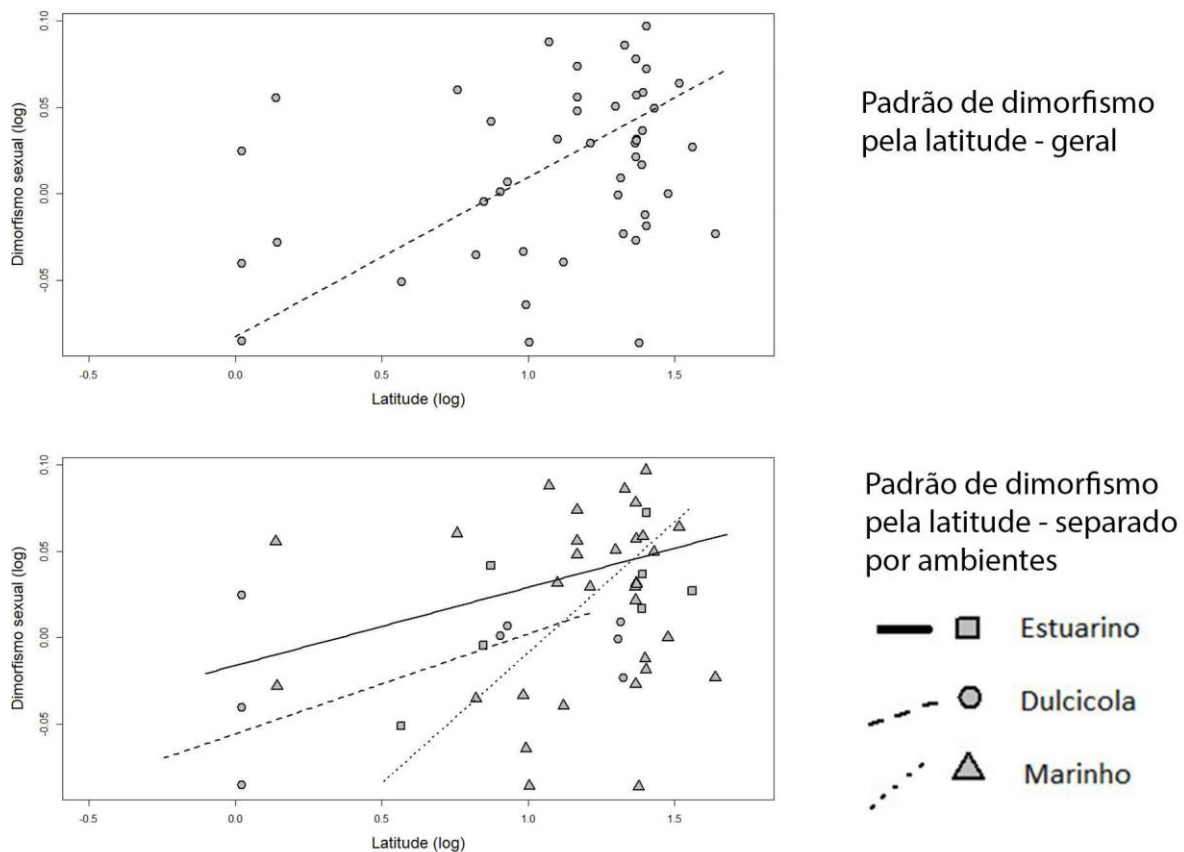 0.10
0.05
0.00
-0.05
Dimorfismo sexual (log)
-0.5
0.0
0.5
1.0
1.5
Latitude (log)
Padrão de dimorfismo
pela latitude - geral
0.10
0.05
0.00
-0.05
Dimorfismo sexual (log)
-0.5
0.0
0.5
1.0
1.5
Latitude (log)
Padrão de dimorfismo
pela latitude - separado
por ambientes
Estuarino
Dulcicola
Marinho